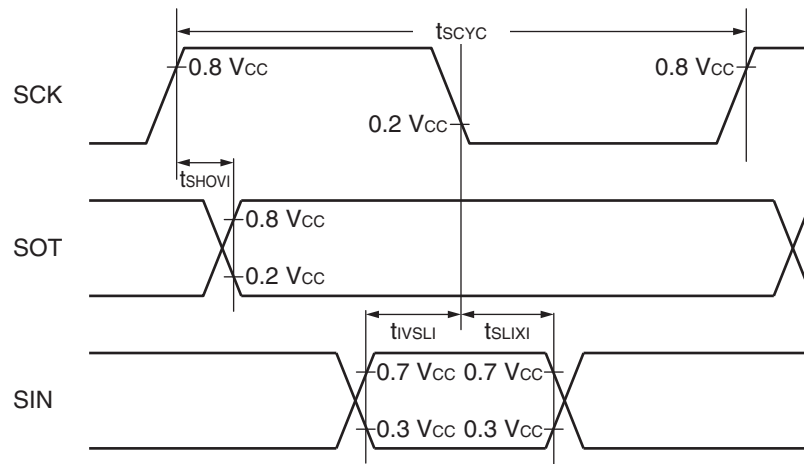 tSCYC
SCK
0.8 VCC
0.8 VCC
0.2 VCC
tSHOVI
SOT
0.8 VCC
0.2 VCC
tIVSLI
tSLIXI
SIN
0.7 VCC
0.7 VCC
0.3 VCC
0.3 VCC